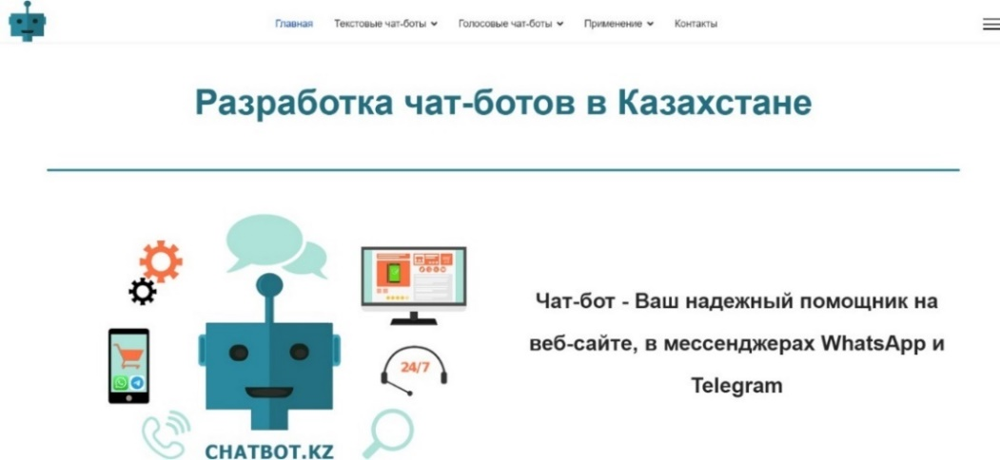 Главная Текстовые чат-боты Голосовые чат-боты Применение Контакты
Разработка чат-ботов в Казахстане
24/7
CHATBOT.KZ
Чат-бот - Ваш надежный помощник на
веб-сайте, в мессенджерах WhatsApp и
Telegram